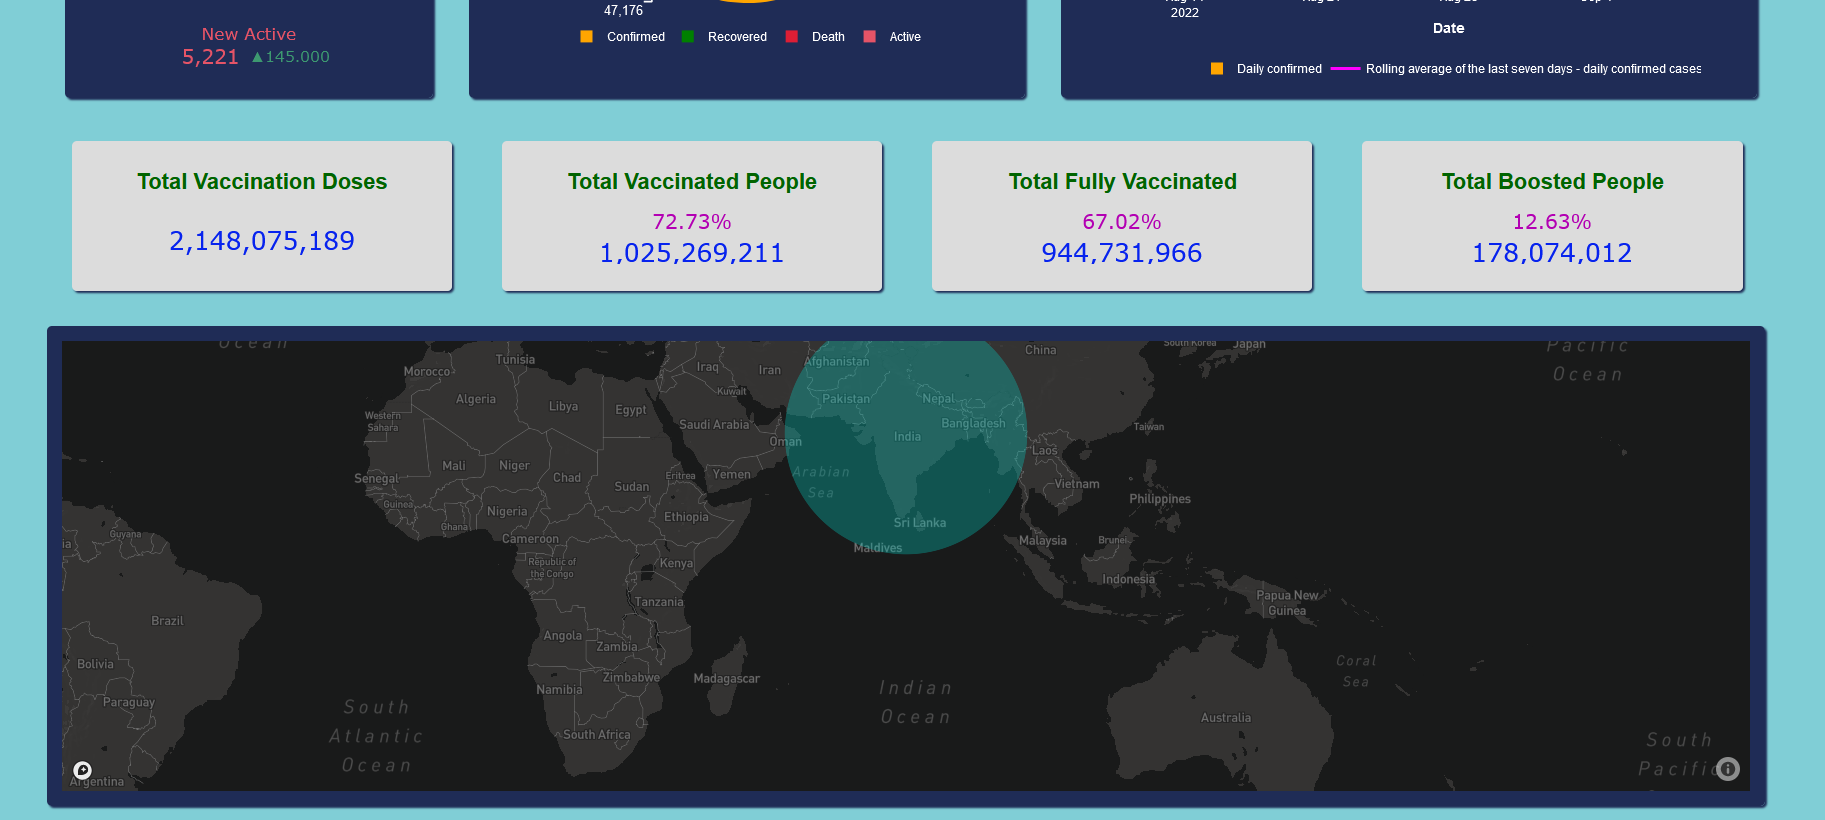 47,176
2022
New Active
5,221 ▲145.000
Confirmed Recovered Death Active
Date
Daily confirmed Rolling average of the last seven days - daily confirmed cases
Total Vaccination Doses
2,148,075,189
Total Vaccinated People
72.73%
1,025,269,211
Total Fully Vaccinated
67.02%
944,731,966
Total Boosted People
12.63%
178,074,012
Ocean
Tunisia
Morocco
Algeria
Libya
Egypt
Western
Sahara
Iraq
Iran
Kuwait
Saudi Arabia
Oman
Yemen
Afghanistan
Pakistan
Nepal
India
Bangladesh
China
South Korea
Japan
Pacific
Ocean
Taiwan
Laos
Vietnam
Philippines
Arabian
Sea
Sri Lanka
Maldives
Mali
Niger
Chad
Sudan
Eritrea
Senegal
Guinea
Ghana
Nigeria
Ethiopia
Cameroon
Republic of
the Congo
Kenya
Tanzania
Malaysia
Brunei
Indonesia
Papua New
Guinea
Guyana
Brazil
Bolivia
Paraguay
Argentina
Angola
Zambia
Zimbabwe
Namibia
Madagascar
South Africa
South
Atlantic
Ocean
Indian
Ocean
Coral
Sea
Australia
South
Pacific